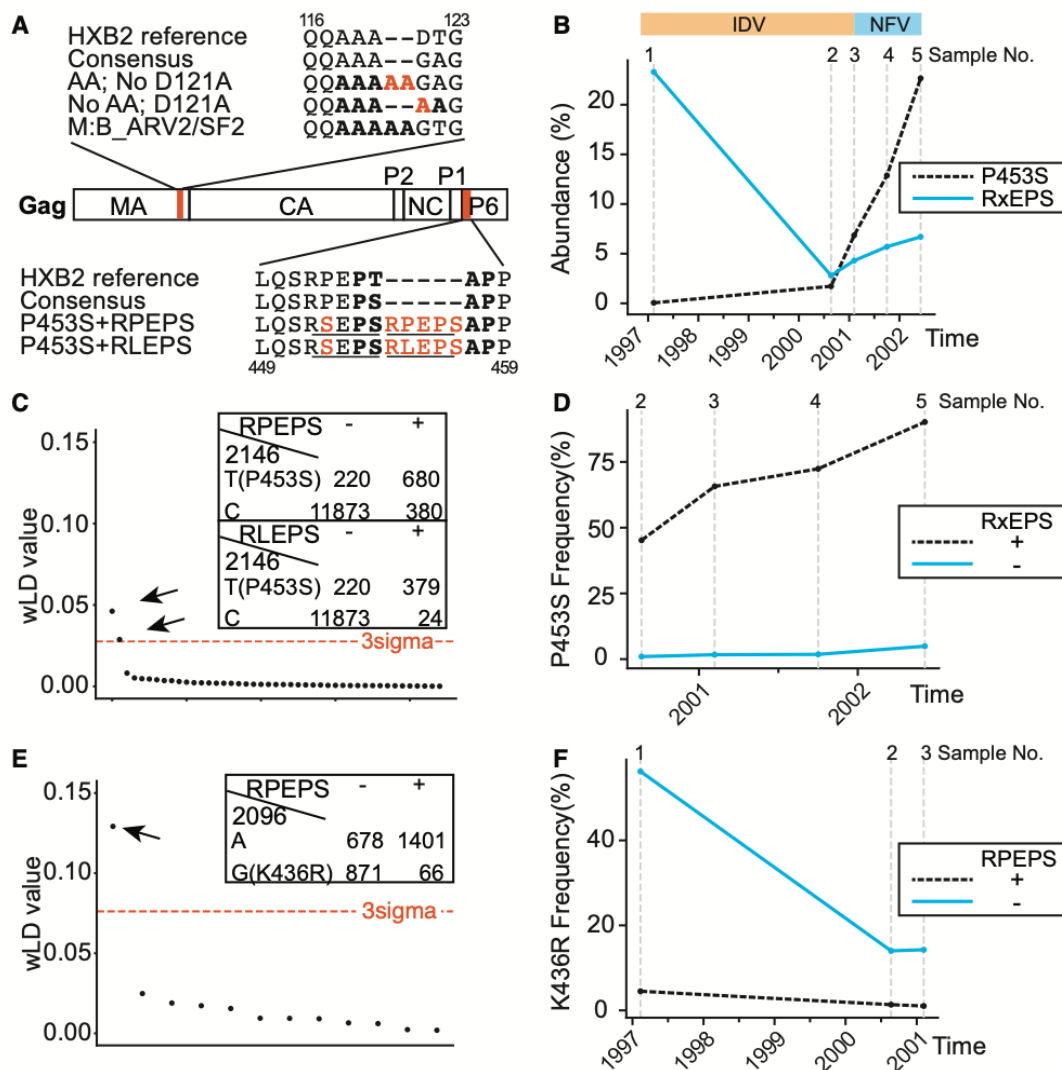 A
116 123
HXB2 reference QQAAA--DTG
Consensus QQAAA--GAG
AA; No D121A QQAAAAAGAG
No AA; D121A QQAAA--AAG
M:B_ARV2/SF2 QQAAAAAGTG
P2 P1
Gag MA CA NC P6
HXB2 reference LQSRPEPT-----APP
Consensus LQSRPEPS-----APP
P453S+RPEPS LQSRSEPSRPEPSAPP
P453S+RLEPS LQSRSEPSRLEPSAPP
449 459
B
IDV NFV
1 2 3 4 5 Sample No.
Abundance (%)
20
15
10
5
0
P453S
RxEPS
1997 1998 1999 2000 2001 2002 Time
C
wLD value
0.15
0.10
0.05
0.00
RPEPS - +
2146
T(P453S) 220 680
C 11873 380
RLEPS - +
2146
T(P453S) 220 379
C 11873 24
3sigma
D
2 3 4 5 Sample No.
P453S Frequency(%)
75
50
25
0
RxEPS
+
-
2001 2002 Time
E
wLD value
0.15
0.10
0.05
0.00
RPEPS - +
2096
A 678 1401
G(K436R) 871 66
3sigma
F
1 2 3 Sample No.
K436R Frequency(%)
40
20
0
RPEPS
+
-
1997 1998 1999 2000 2001 Time